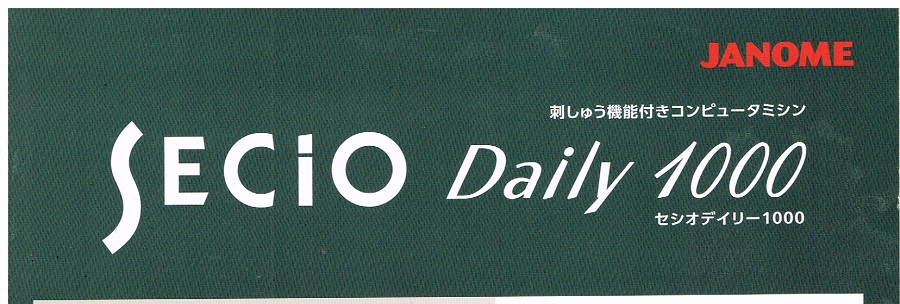 JANOME
刺しゅう機能付きコンピュータミシン
SECiO Daily 1000
セシオデイリー1000